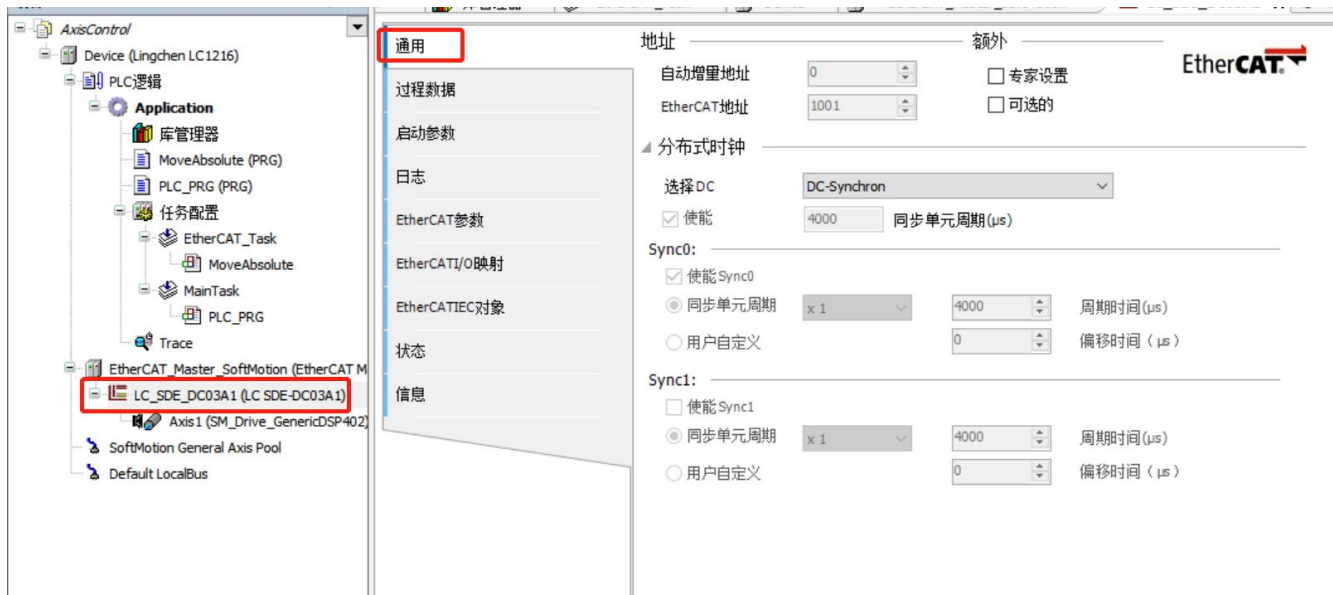 AxisControl
Device (Lingchen LC1216)
PLC逻辑
Application
库管理器
MoveAbsolute (PRG)
PLC_PRG (PRG)
任务配置
EtherCAT_Task
MoveAbsolute
MainTask
PLC_PRG
Trace
EtherCAT_Master_SoftMotion (EtherCAT M
LC_SDE_DC03A1 (LC SDE-DC03A1)
Axis1 (SM_Drive_GenericDSP402)
SoftMotion General Axis Pool
Default LocalBus
通用
过程数据
启动参数
日志
EtherCAT参数
EtherCATI/O映射
EtherCATIEC对象
状态
信息
地址
额外
EtherCAT.
自动增量地址 0
专家设置
EtherCAT地址 1001
可选的
分布式时钟
选择DC DC-Synchron
使能 4000 同步单元周期(μs)
Sync0:
使能Sync0
同步单元周期 x 1 4000 周期时间(μs)
用户自定义 0 偏移时间(μs)
Sync1:
使能Sync1
同步单元周期 x 1 4000 周期时间(μs)
用户自定义 0 偏移时间(μs)